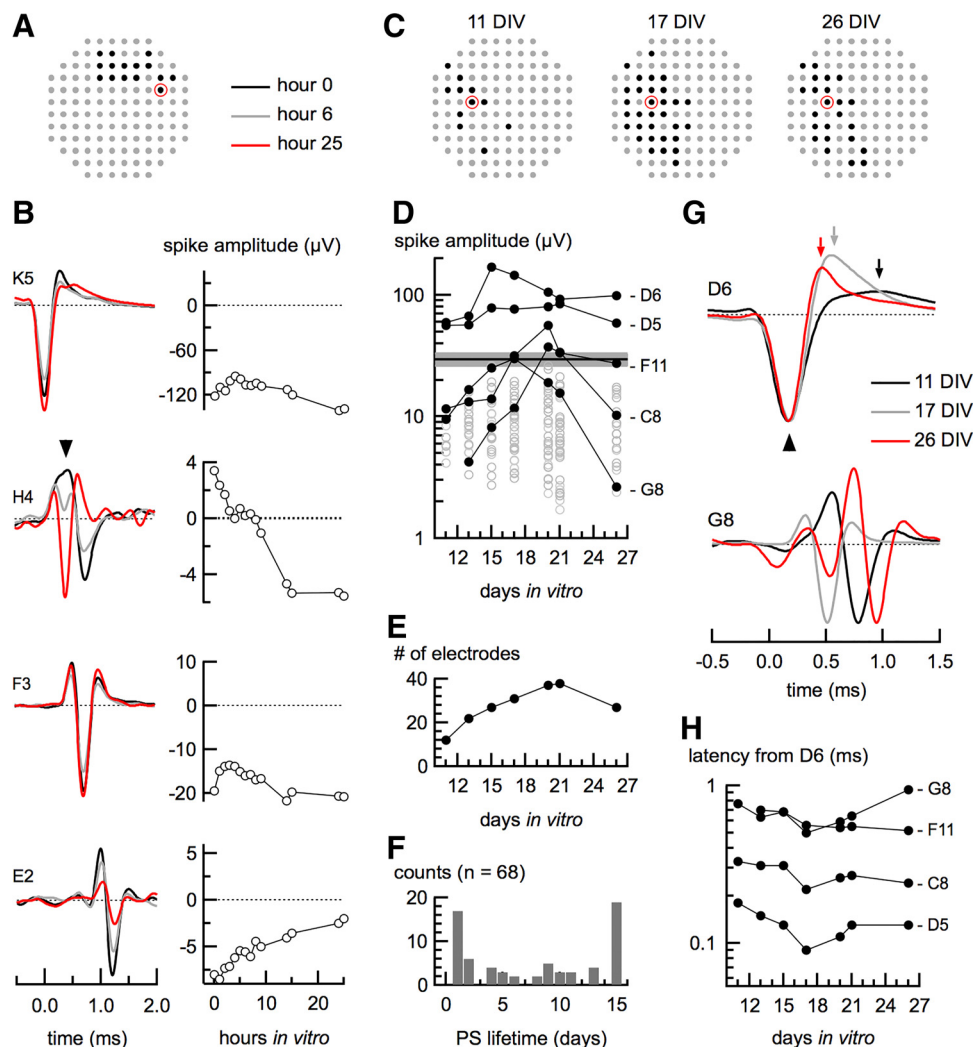 A
hour 0
hour 6
hour 25
C
11 DIV
17 DIV
26 DIV
B
spike amplitude (µV)
K5
0
-40
-80
-120
H4
4
0
-4
F3
10
0
-10
-20
E2
5
0
-5
0.0
1.0
2.0
time (ms)
0
10
20
hours in vitro
D
spike amplitude (µV)
100
10
1
- D6
- D5
- F11
- C8
- G8
12
15
18
21
24
27
days in vitro
E
# of electrodes
40
20
0
12
15
18
21
24
27
days in vitro
F
counts (n = 68)
20
10
0
0
5
10
15
PS lifetime (days)
G
D6
11 DIV
17 DIV
26 DIV
G8
-0.5
0.0
0.5
1.0
1.5
time (ms)
H
latency from D6 (ms)
1
0.1
- G8
- F11
- C8
- D5
12
15
18
21
24
27
days in vitro